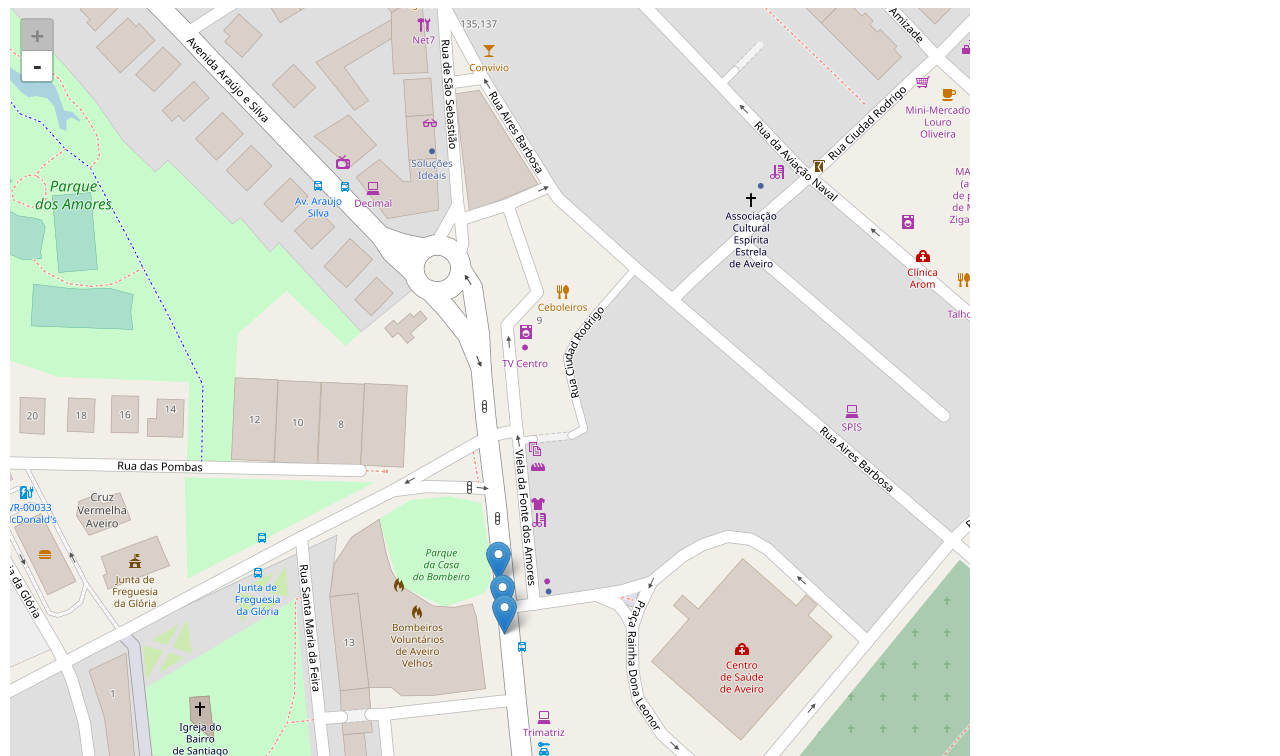 +
-
Net7
135,137
Convívio
Amizade
Avenida Araújo e Silva
Rua de São Sebastião
Rua Aires Barbosa
Soluções
Ideais
Av. Araújo
Silva
Decimal
Parque
dos Amores
Rua Ciudad Rodrigo
Mini-Mercado
Louro
Oliveira
Rua da Aviação Naval
Associação
Cultural
Espírita
Estrela
de Aveiro
Clínica
Arom
Talho
Ceboleiros
9
Rua Ciudad Rodrigo
TV Centro
20
18
16
14
12
10
8
SPIS
Rua Aires Barbosa
Rua das Pombas
Viela da Fonte dos Amores
VR-00033
McDonald's
Cruz
Vermelha
Aveiro
Junta de
Freguesia
da Glória
Junta de
Freguesia
da Glória
da Glória
Parque
da Casa
do Bombeiro
Rua Santa Maria da Feira
13
Bombeiros
Voluntários
de Aveiro
Velhos
Praça Rainha Dona Leonor
Centro
de Saúde
de Aveiro
1
Igreja do
Bairro
de Santiago
Trimatriz